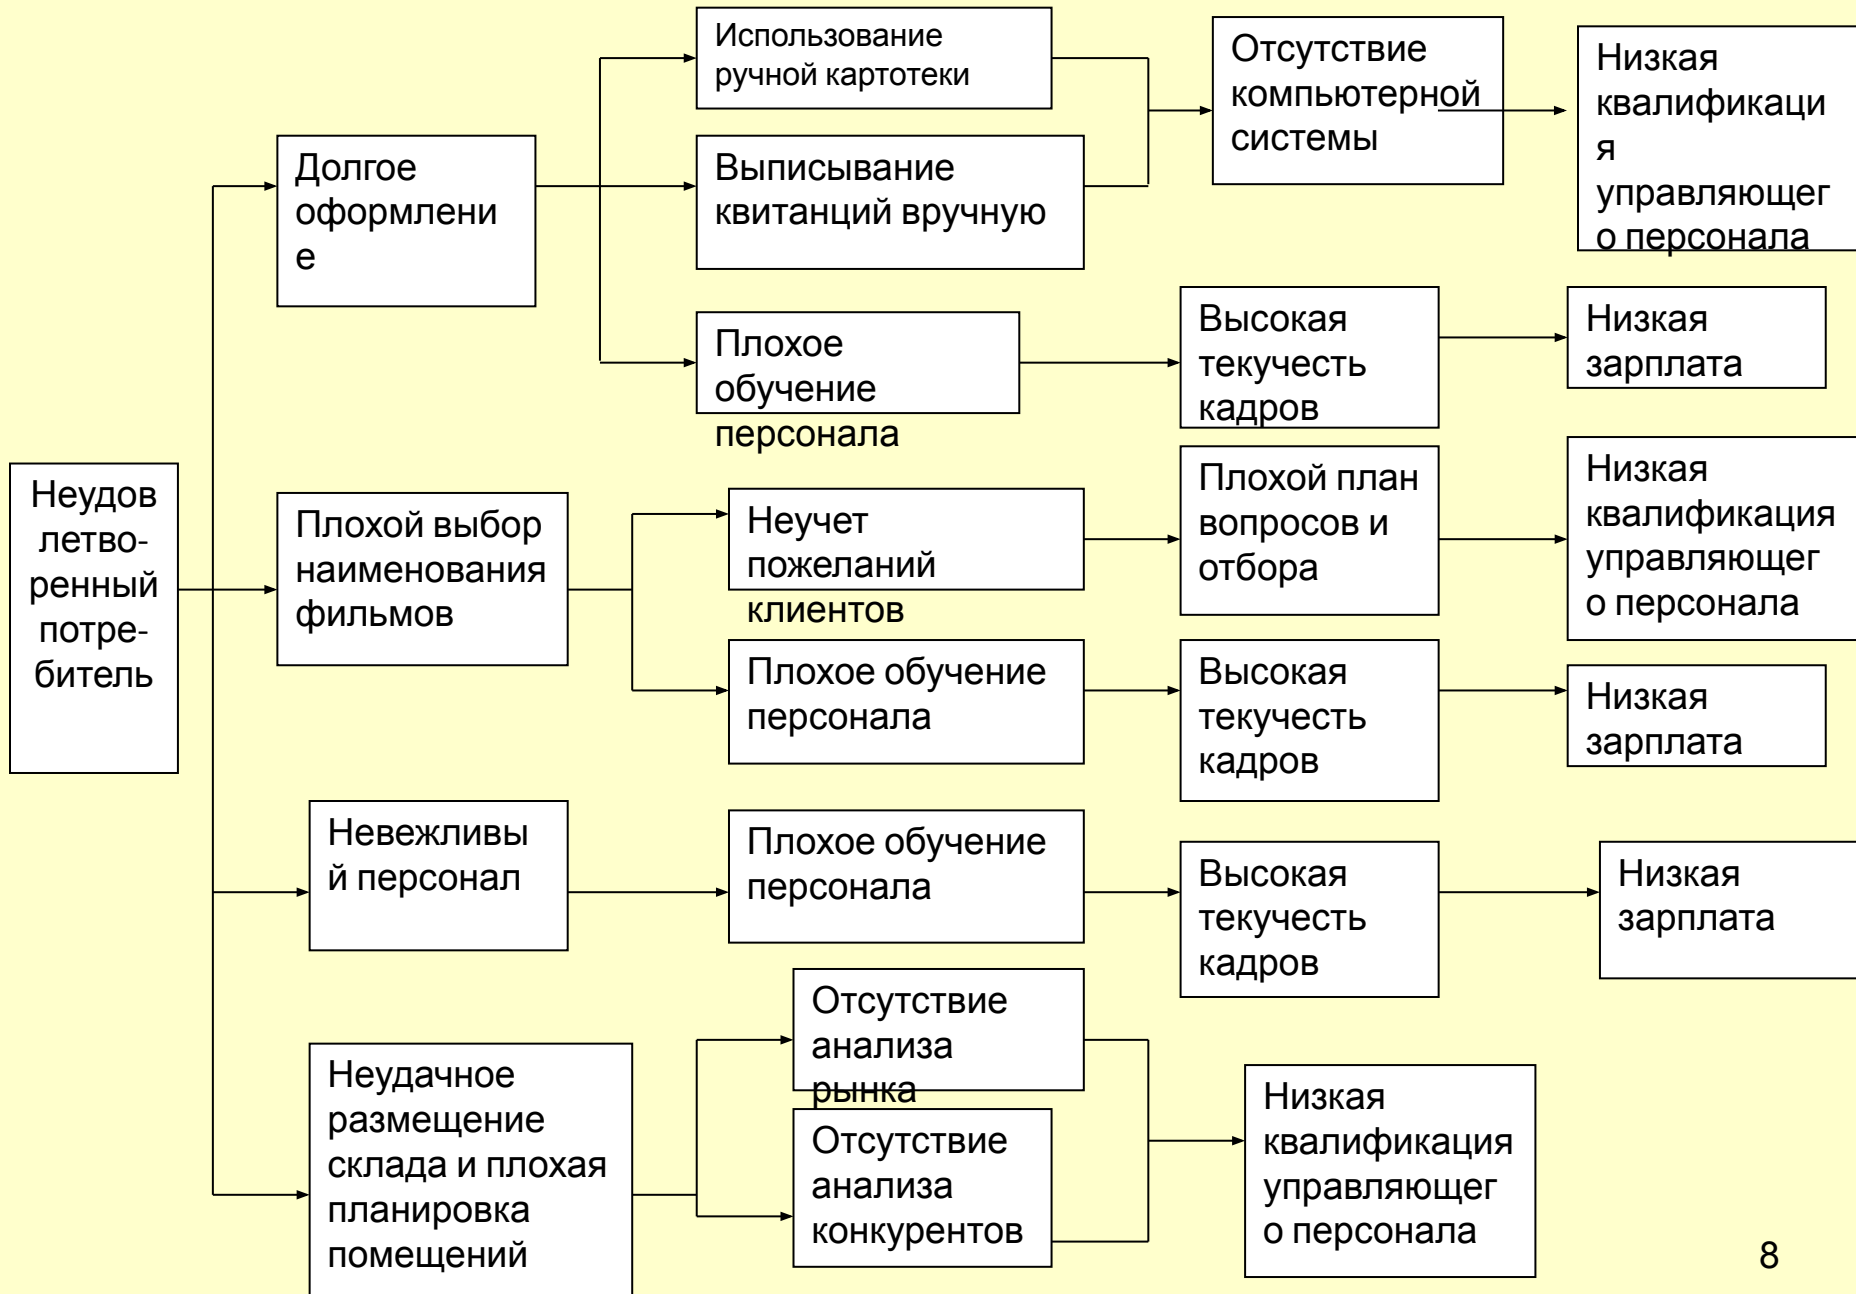 Использование
ручной картотеки
Отсутствие
компьютерной
системы
Низкая
квалификаци
я
управляющег
о персонала
Долгое
оформлени
е
Выписывание
квитанций вручную
Плохое
обучение
персонала
Высокая
текучесть
кадров
Низкая
зарплата
Неудов
летво-
ренный
потре-
битель
Плохой выбор
наименования
фильмов
Неучет
пожеланий
клиентов
Плохой план
вопросов и
отбора
Низкая
квалификация
управляющег
о персонала
Плохое обучение
персонала
Высокая
текучесть
кадров
Низкая
зарплата
Невежливы
й персонал
Плохое обучение
персонала
Высокая
текучесть
кадров
Низкая
зарплата
Неудачное
размещение
склада и плохая
планировка
помещений
Отсутствие
анализа
рынка
Отсутствие
анализа
конкурентов
Низкая
квалификация
управляющег
о персонала
8